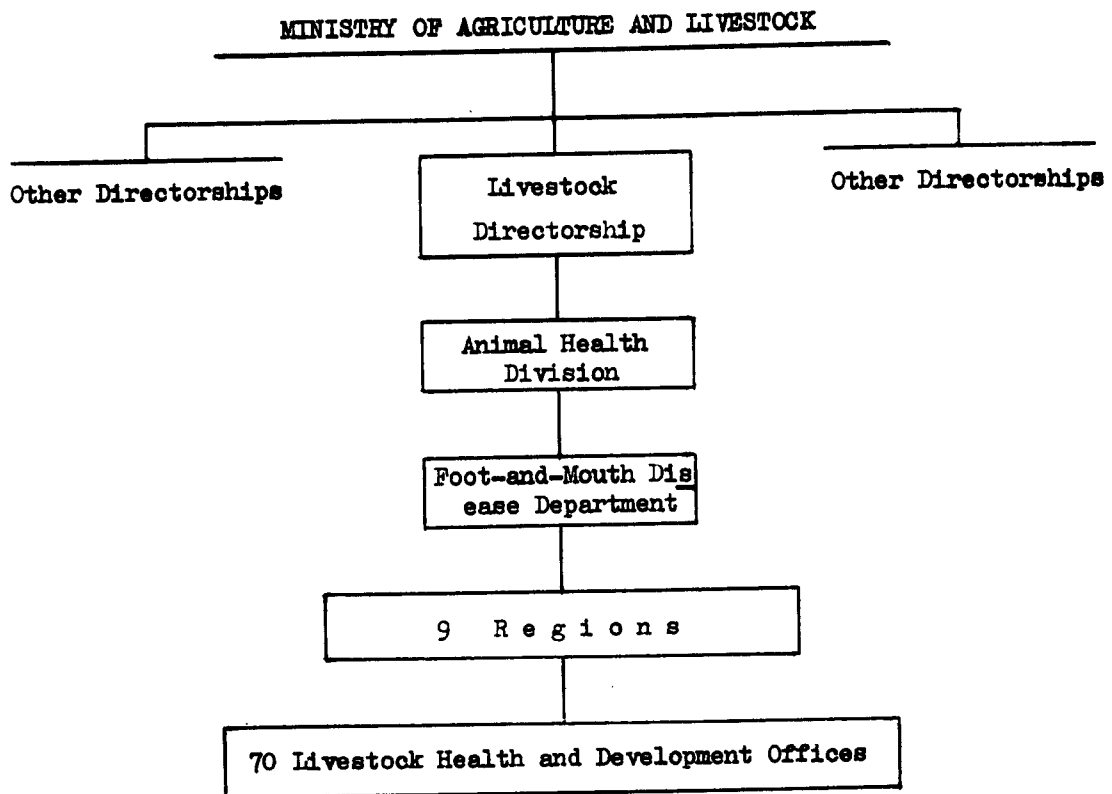 MINISTRY OF AGRICULTURE AND LIVESTOCK
Other Directorships
Livestock
Directorship
Other Directorships
Animal Health
Division
Foot-and-Mouth Dis
ease Department
9 Regions
70 Livestock Health and Development Offices